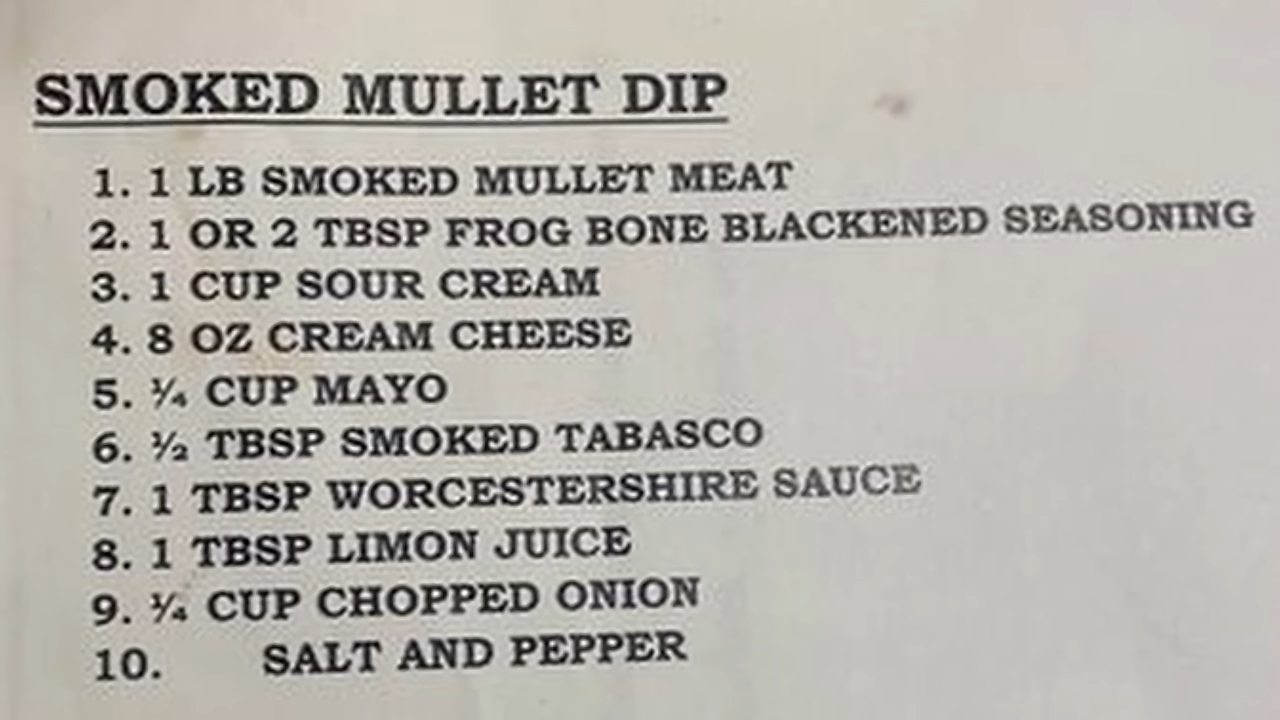 SMOKED MULLET DIP
1. 1 LB SMOKED MULLET MEAT
2. 1 OR 2 TBSP FROG BONE BLACKENED SEASONING
3. 1 CUP SOUR CREAM
4. 8 OZ CREAM CHEESE
5. ¼ CUP MAYO
6. ½ TBSP SMOKED TABASCO
7. 1 TBSP WORCESTERSHIRE SAUCE
8. 1 TBSP LIMON JUICE
9. ¼ CUP CHOPPED ONION
10. SALT AND PEPPER